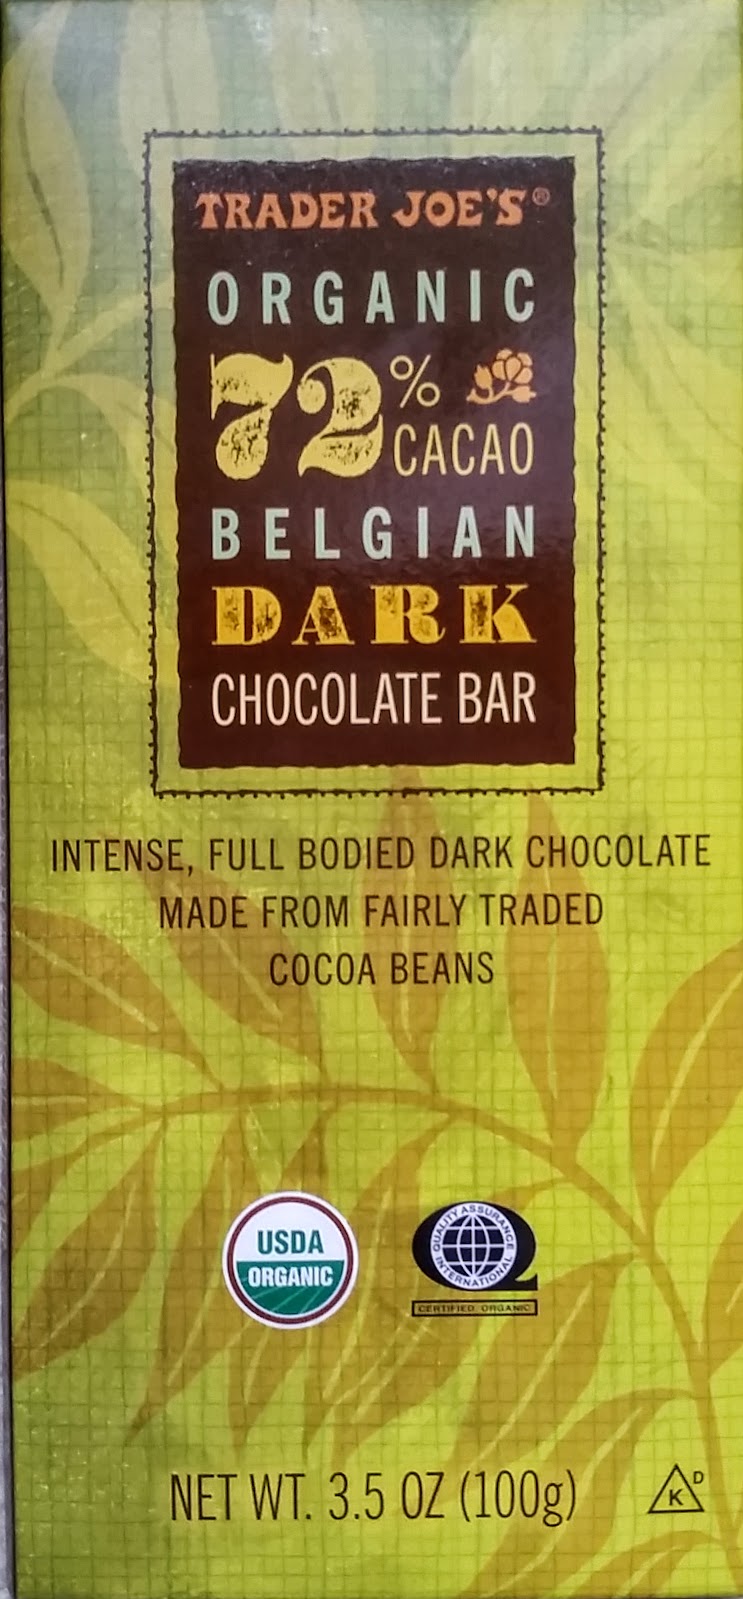 TRADER JOE'S®
ORGANIC
72%
CACAO
BELGIAN
DARK
CHOCOLATE BAR
INTENSE, FULL BODIED DARK CHOCOLATE
MADE FROM FAIRLY TRADED
COCOA BEANS
USDA
ORGANIC
QUALITY ASSURANCE
INTERNATIONAL
CERTIFIED ORGANIC
NET WT. 3.5 OZ (100g)
K D